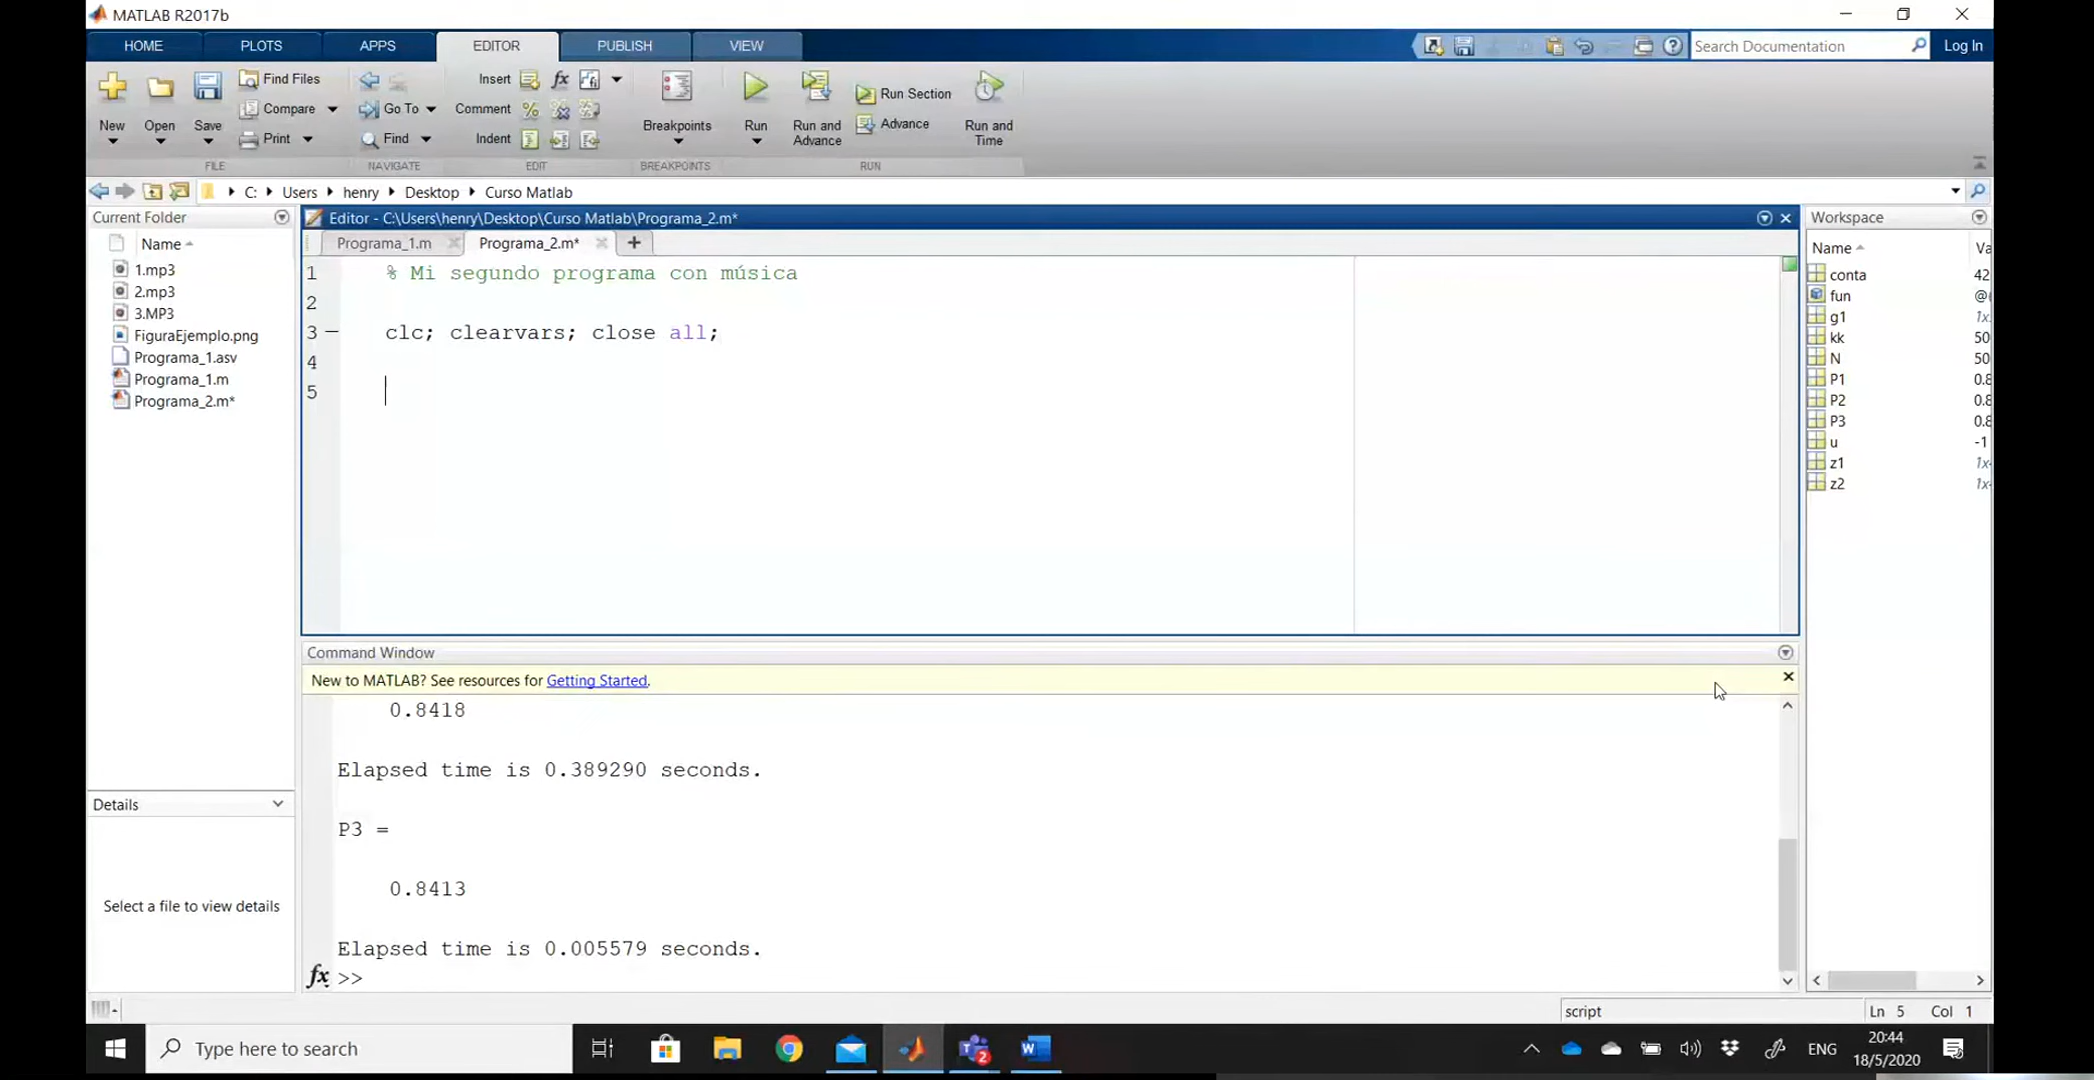 MATLAB R2017b
HOME PLOTS APPS EDITOR PUBLISH VIEW Search Documentation Log In
New Open Save Find Files Compare Print Go To Find Insert Comment Indent fx Breakpoints Run Run and Advance Run Section Advance Run and Time
FILE NAVIGATE EDIT BREAKPOINTS RUN
C: Users henry Desktop Curso Matlab
Current Folder
Name
1.mp3
2.mp3
3.MP3
FiguraEjemplo.png
Programa_1.asv
Programa_1.m
Programa_2.m*
Details
Select a file to view details
Editor - C:\Users\henry\Desktop\Curso Matlab\Programa_2.m*
Programa_1.m Programa_2.m*
1 % Mi segundo programa con música
2
3 clc; clearvars; close all;
4
5
Command Window
New to MATLAB? See resources for Getting Started.
0.8418
Elapsed time is 0.389290 seconds.
P3 =
0.8413
Elapsed time is 0.005579 seconds.
fx >>
Workspace
Name Va
conta 42
fun @
g1 1x
kk 50
N 50
P1 0.8
P2 0.8
P3 0.8
u -1
z1 1x
z2 1x
script Ln 5 Col 1
Type here to search
2
ENG
20:44
18/5/2020